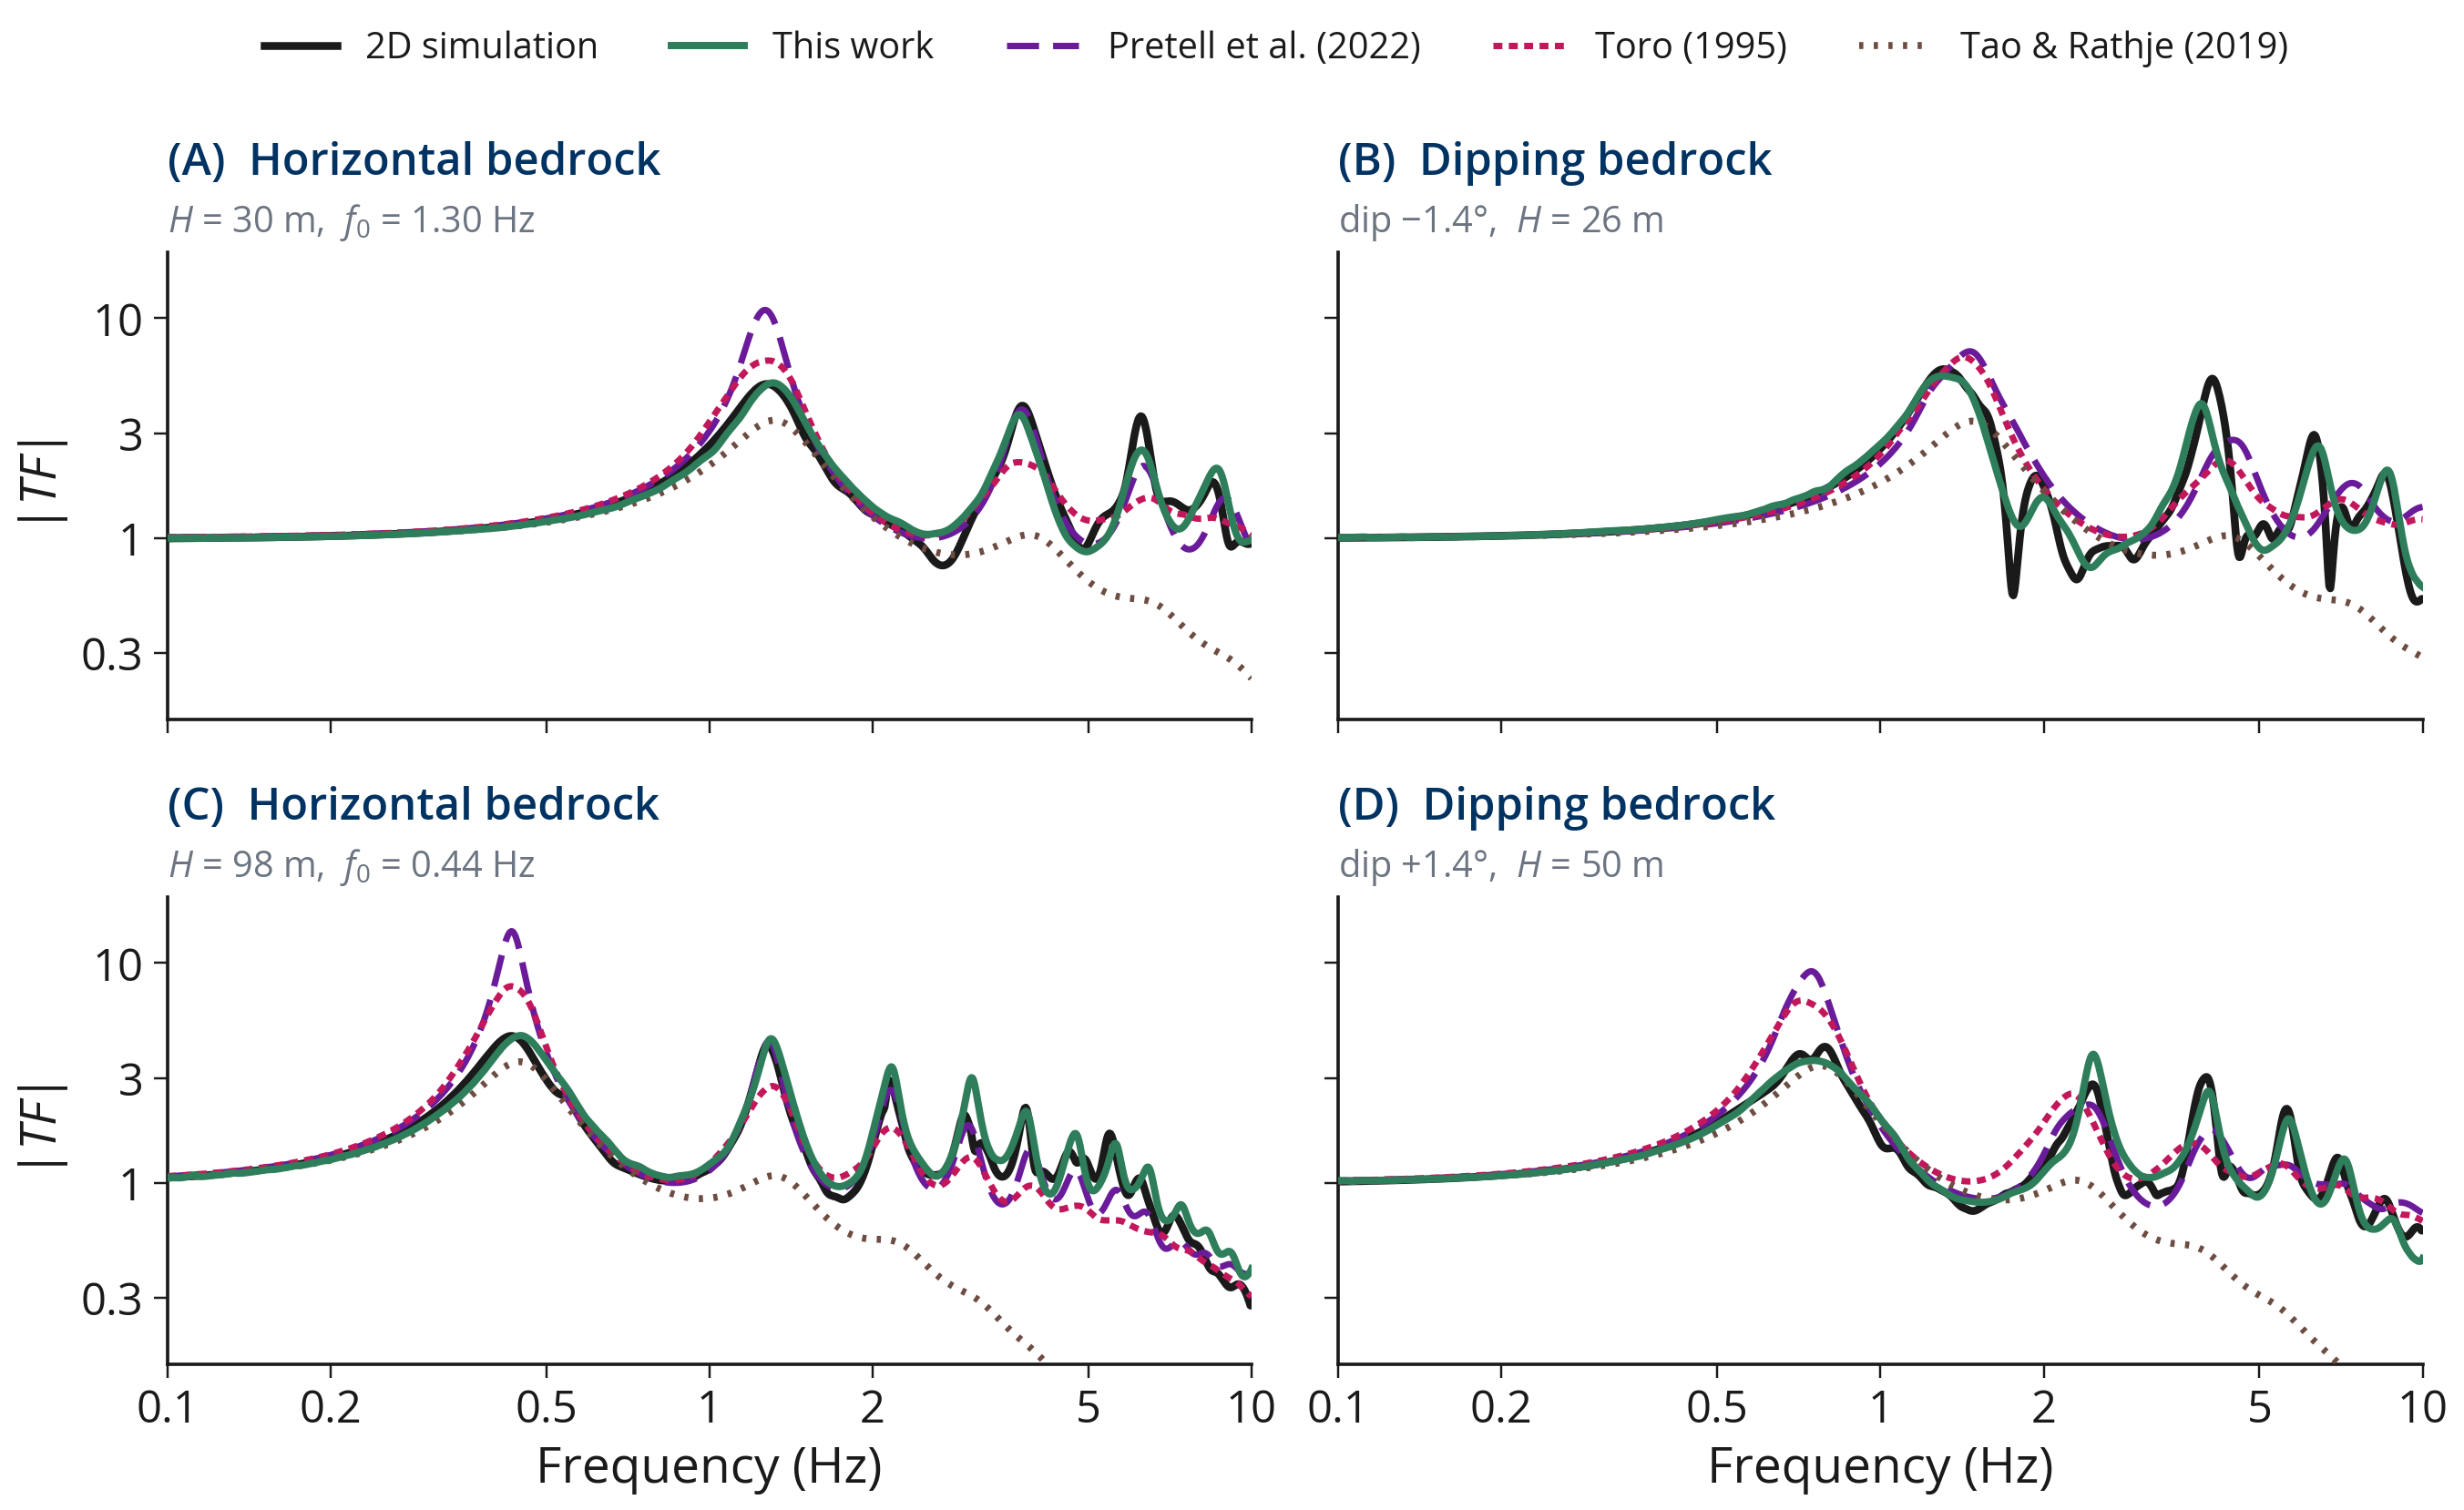 2D simulation This work Pretell et al. (2022) Toro (1995) Tao & Rathje (2019)
(A) Horizontal bedrock
H = 30 m, f₀ = 1.30 Hz
(B) Dipping bedrock
dip −1.4°, H = 26 m
|TF|
10
3
1
0.3
(C) Horizontal bedrock
H = 98 m, f₀ = 0.44 Hz
(D) Dipping bedrock
dip +1.4°, H = 50 m
|TF|
10
3
1
0.3
0.1 0.2 0.5 1 2 5 10
0.1 0.2 0.5 1 2 5 10
Frequency (Hz)
Frequency (Hz)